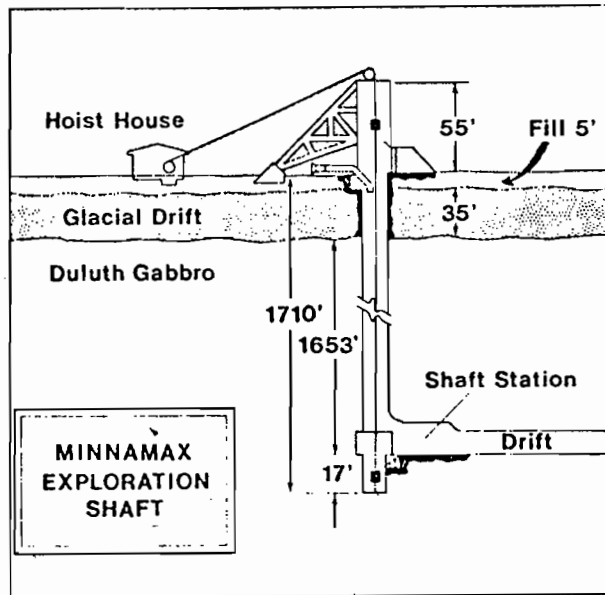 Hoist House
55'
Fill 5'
Glacial Drift
35'
Duluth Gabbro
1710'
1653'
Shaft Station
Drift
17'
MINNAMAX
EXPLORATION
SHAFT